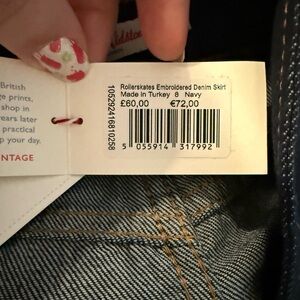 British
prints,
shop in
years later
practical
p your day.
NTAGE
Rollerskates Embroidered Denim Skirt
Made in Turkey 8 Navy
£60,00 €72,00
5 055914 317992